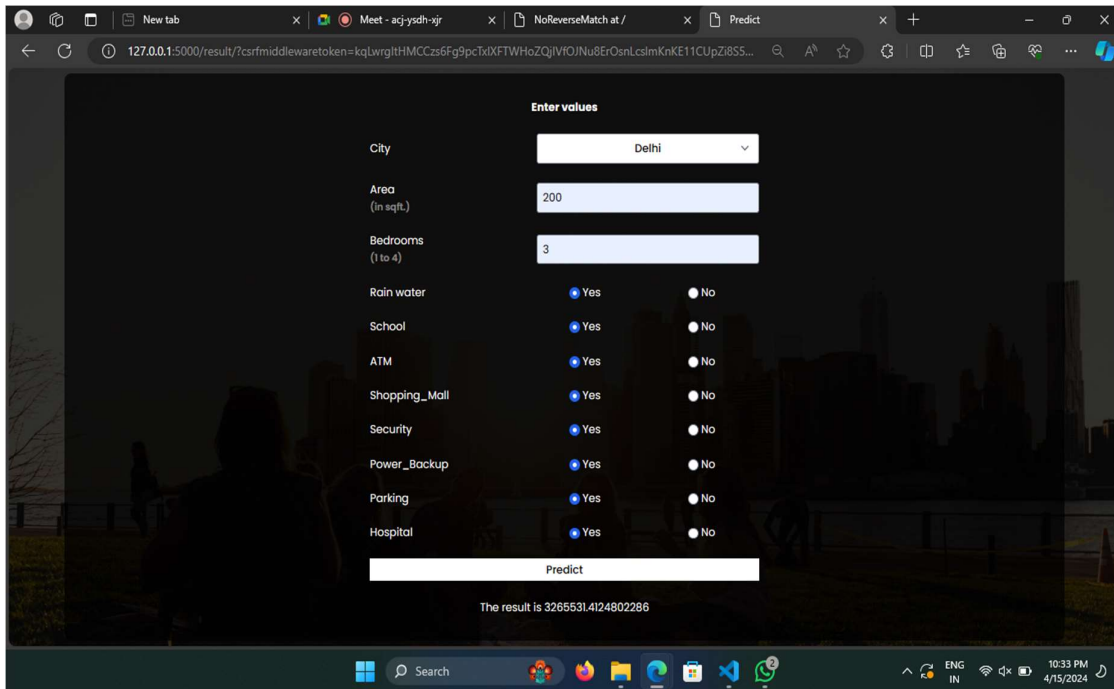 New tab
Meet - acj-ysdh-xjr
NoReverseMatch at /
Predict
127.0.0.1:5000/result/?csrfmiddlewaretoken=
Enter values
City Delhi
Area 200
(in sqft.)
Bedrooms 3
(1 to 4)
Rain water Yes No
School Yes No
ATM Yes No
Shopping_Mall Yes No
Security Yes No
Power_Backup Yes No
Parking Yes No
Hospital Yes No
Predict
The result is 3265531.4124802286
Search
2
ENG
IN
10:33 PM
4/15/2024